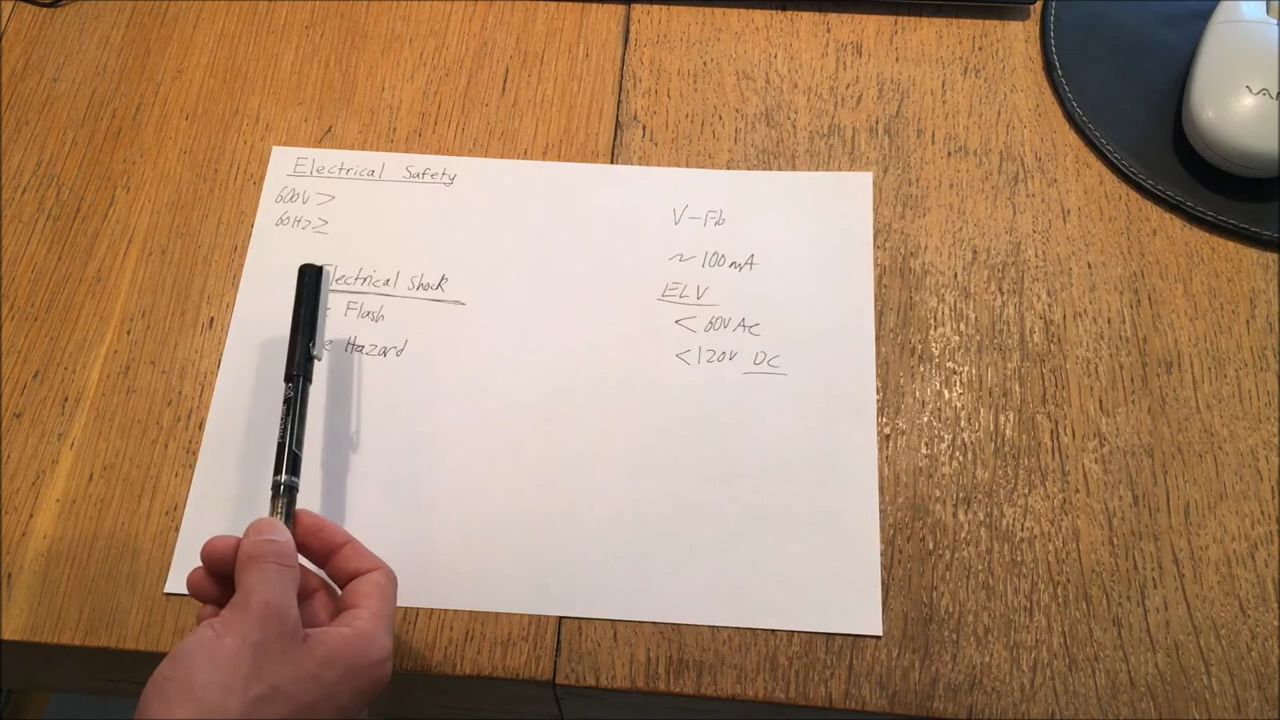 Electrical Safety
600V >
60Hz ≥
Electrical Shock
Flash
Hazard
V-Fib
~100mA
ELV
<60V AC
<120V DC